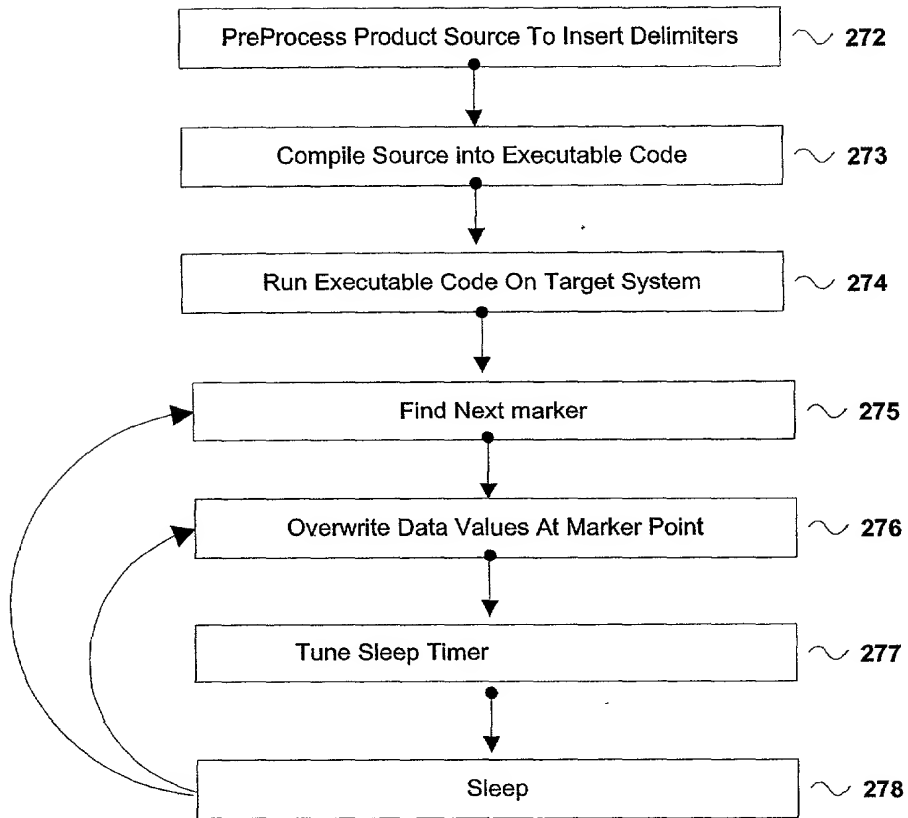 PreProcess Product Source To Insert Delimiters 272
Compile Source into Executable Code 273
Run Executable Code On Target System 274
Find Next marker 275
Overwrite Data Values At Marker Point 276
Tune Sleep Timer 277
Sleep 278